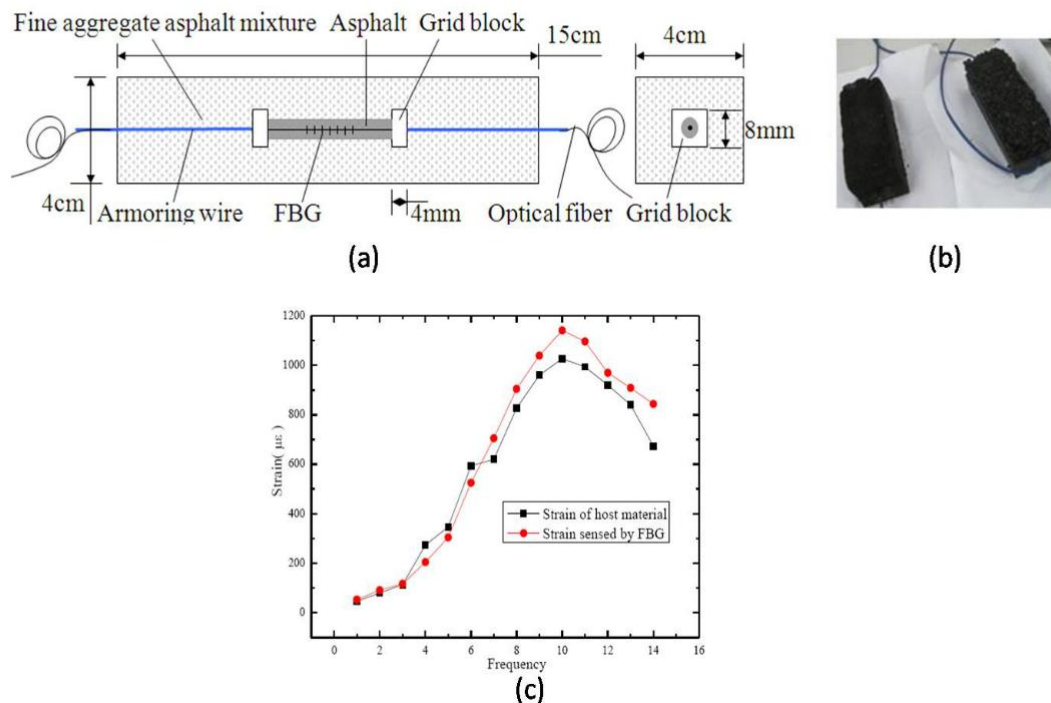 Fine aggregate asphalt mixture Asphalt Grid block
15cm 4cm
8mm
4cm Armoring wire FBG 4mm Optical fiber Grid block
(a) (b)
1200
1000
800
600
400
200
0
Strain( με)
Strain of host material
Strain sensed by FBG
0 2 4 6 8 10 12 14 16
Frequency
(c)